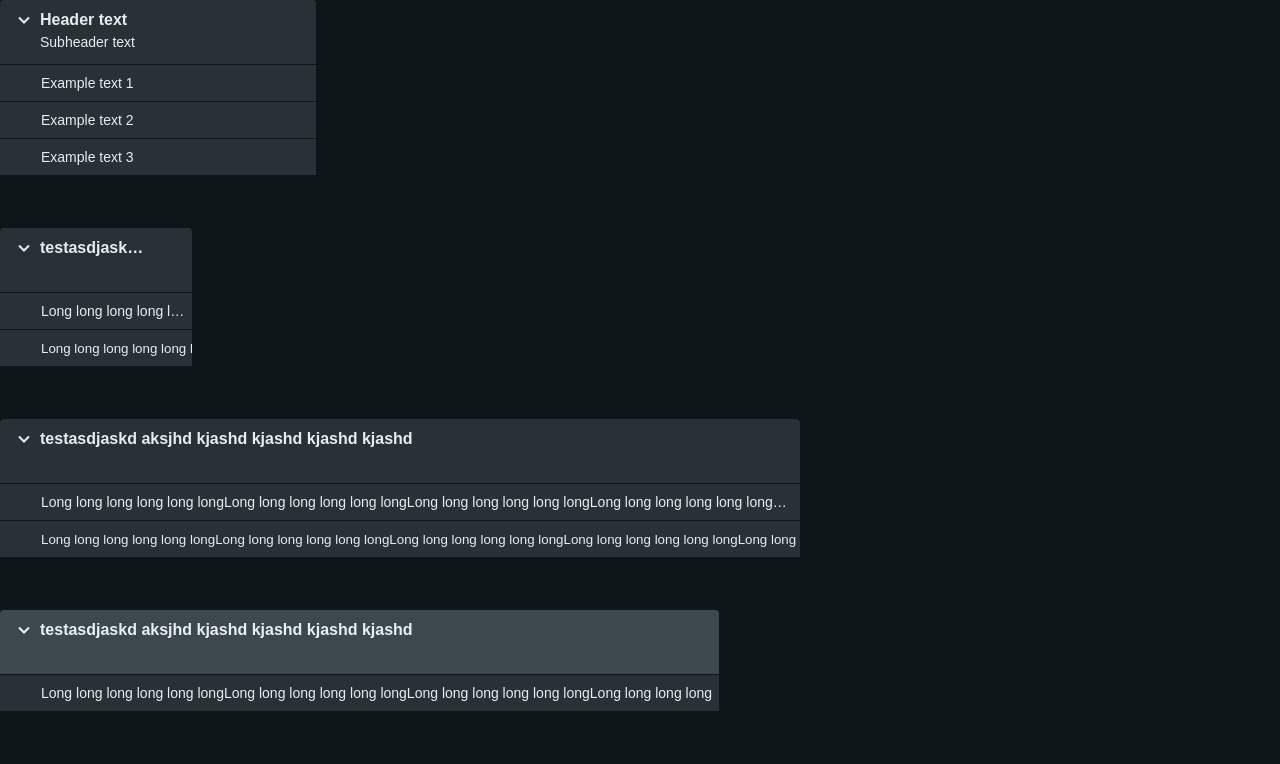 Header text
Subheader text
Example text 1
Example text 2
Example text 3
testasdjask…
Long long long long l…
Long long long long long l
testasdjaskd aksjhd kjashd kjashd kjashd kjashd
Long long long long long longLong long long long long longLong long long long long longLong long long long long long…
Long long long long long longLong long long long long longLong long long long long longLong long long long long longLong long
testasdjaskd aksjhd kjashd kjashd kjashd kjashd
Long long long long long longLong long long long long longLong long long long long longLong long long long